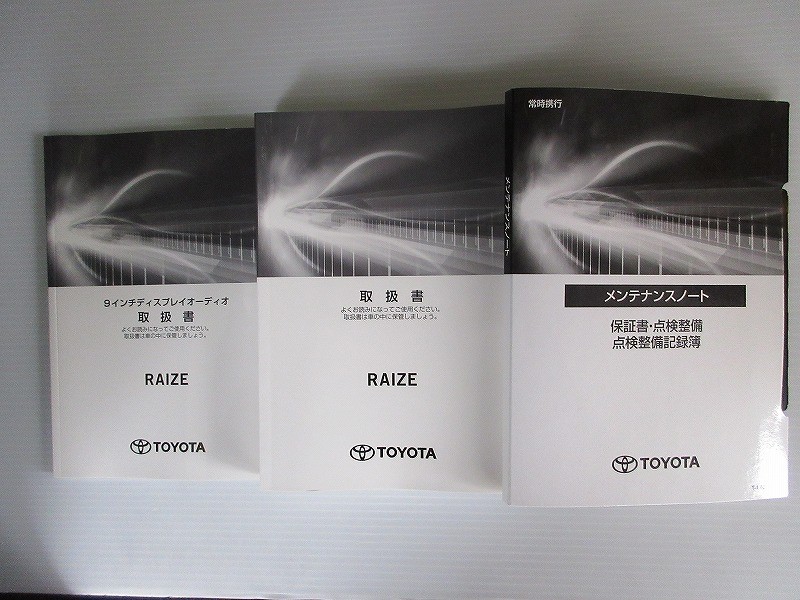 9インチディスプレイオーディオ
取扱書
よくお読みになってご使用ください。
取扱書は車の中に保管しましょう。
RAIZE
TOYOTA
取扱書
よくお読みになってご使用ください。
取扱書は車の中に保管しましょう。
RAIZE
TOYOTA
メンテナンスノート
常時携行
メンテナンスノート
保証書・点検整備
点検整備記録簿
TOYOTA